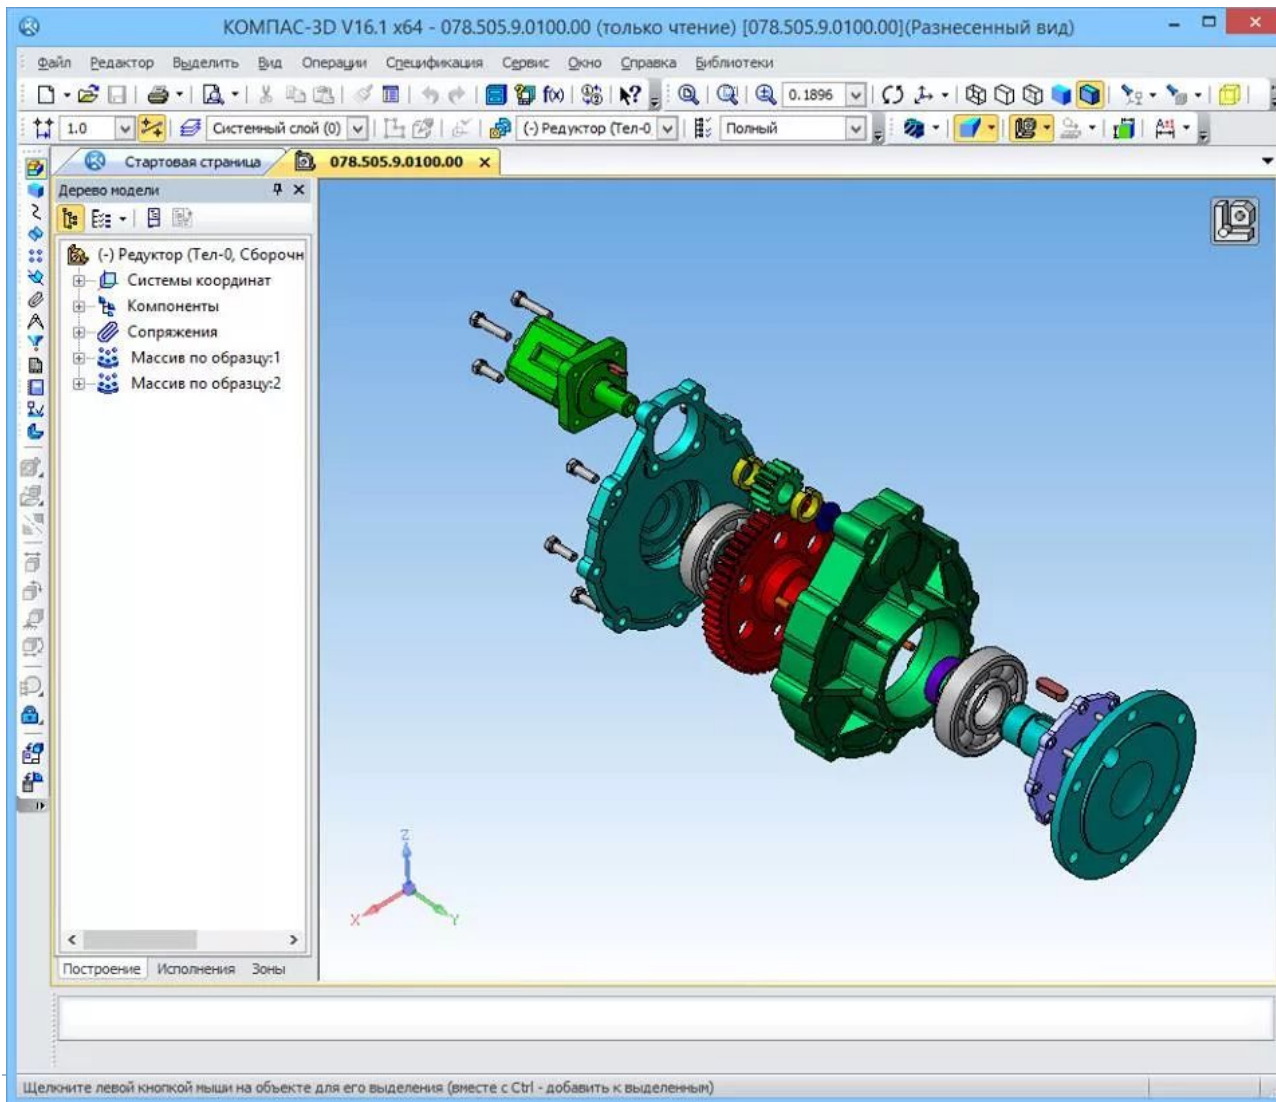 КОМПАС-3D V16.1 x64 - 078.505.9.0100.00 (только чтение) [078.505.9.0100.00](Разнесенный вид)
Файл Редактор Выделить Вид Операции Спецификация Сервис Окно Справка Библиотеки
f(x) 0.1896
1.0 Системный слой (0) (-) Редуктор (Тел-0 Полный
Стартовая страница 078.505.9.0100.00
Дерево модели
(-) Редуктор (Тел-0, Сборочн
Системы координат
Компоненты
Сопряжения
Массив по образцу:1
Массив по образцу:2
Z
X Y
Построение Исполнения Зоны
Щелкните левой кнопкой мыши на объекте для его выделения (вместе с Ctrl - добавить к выделенным)